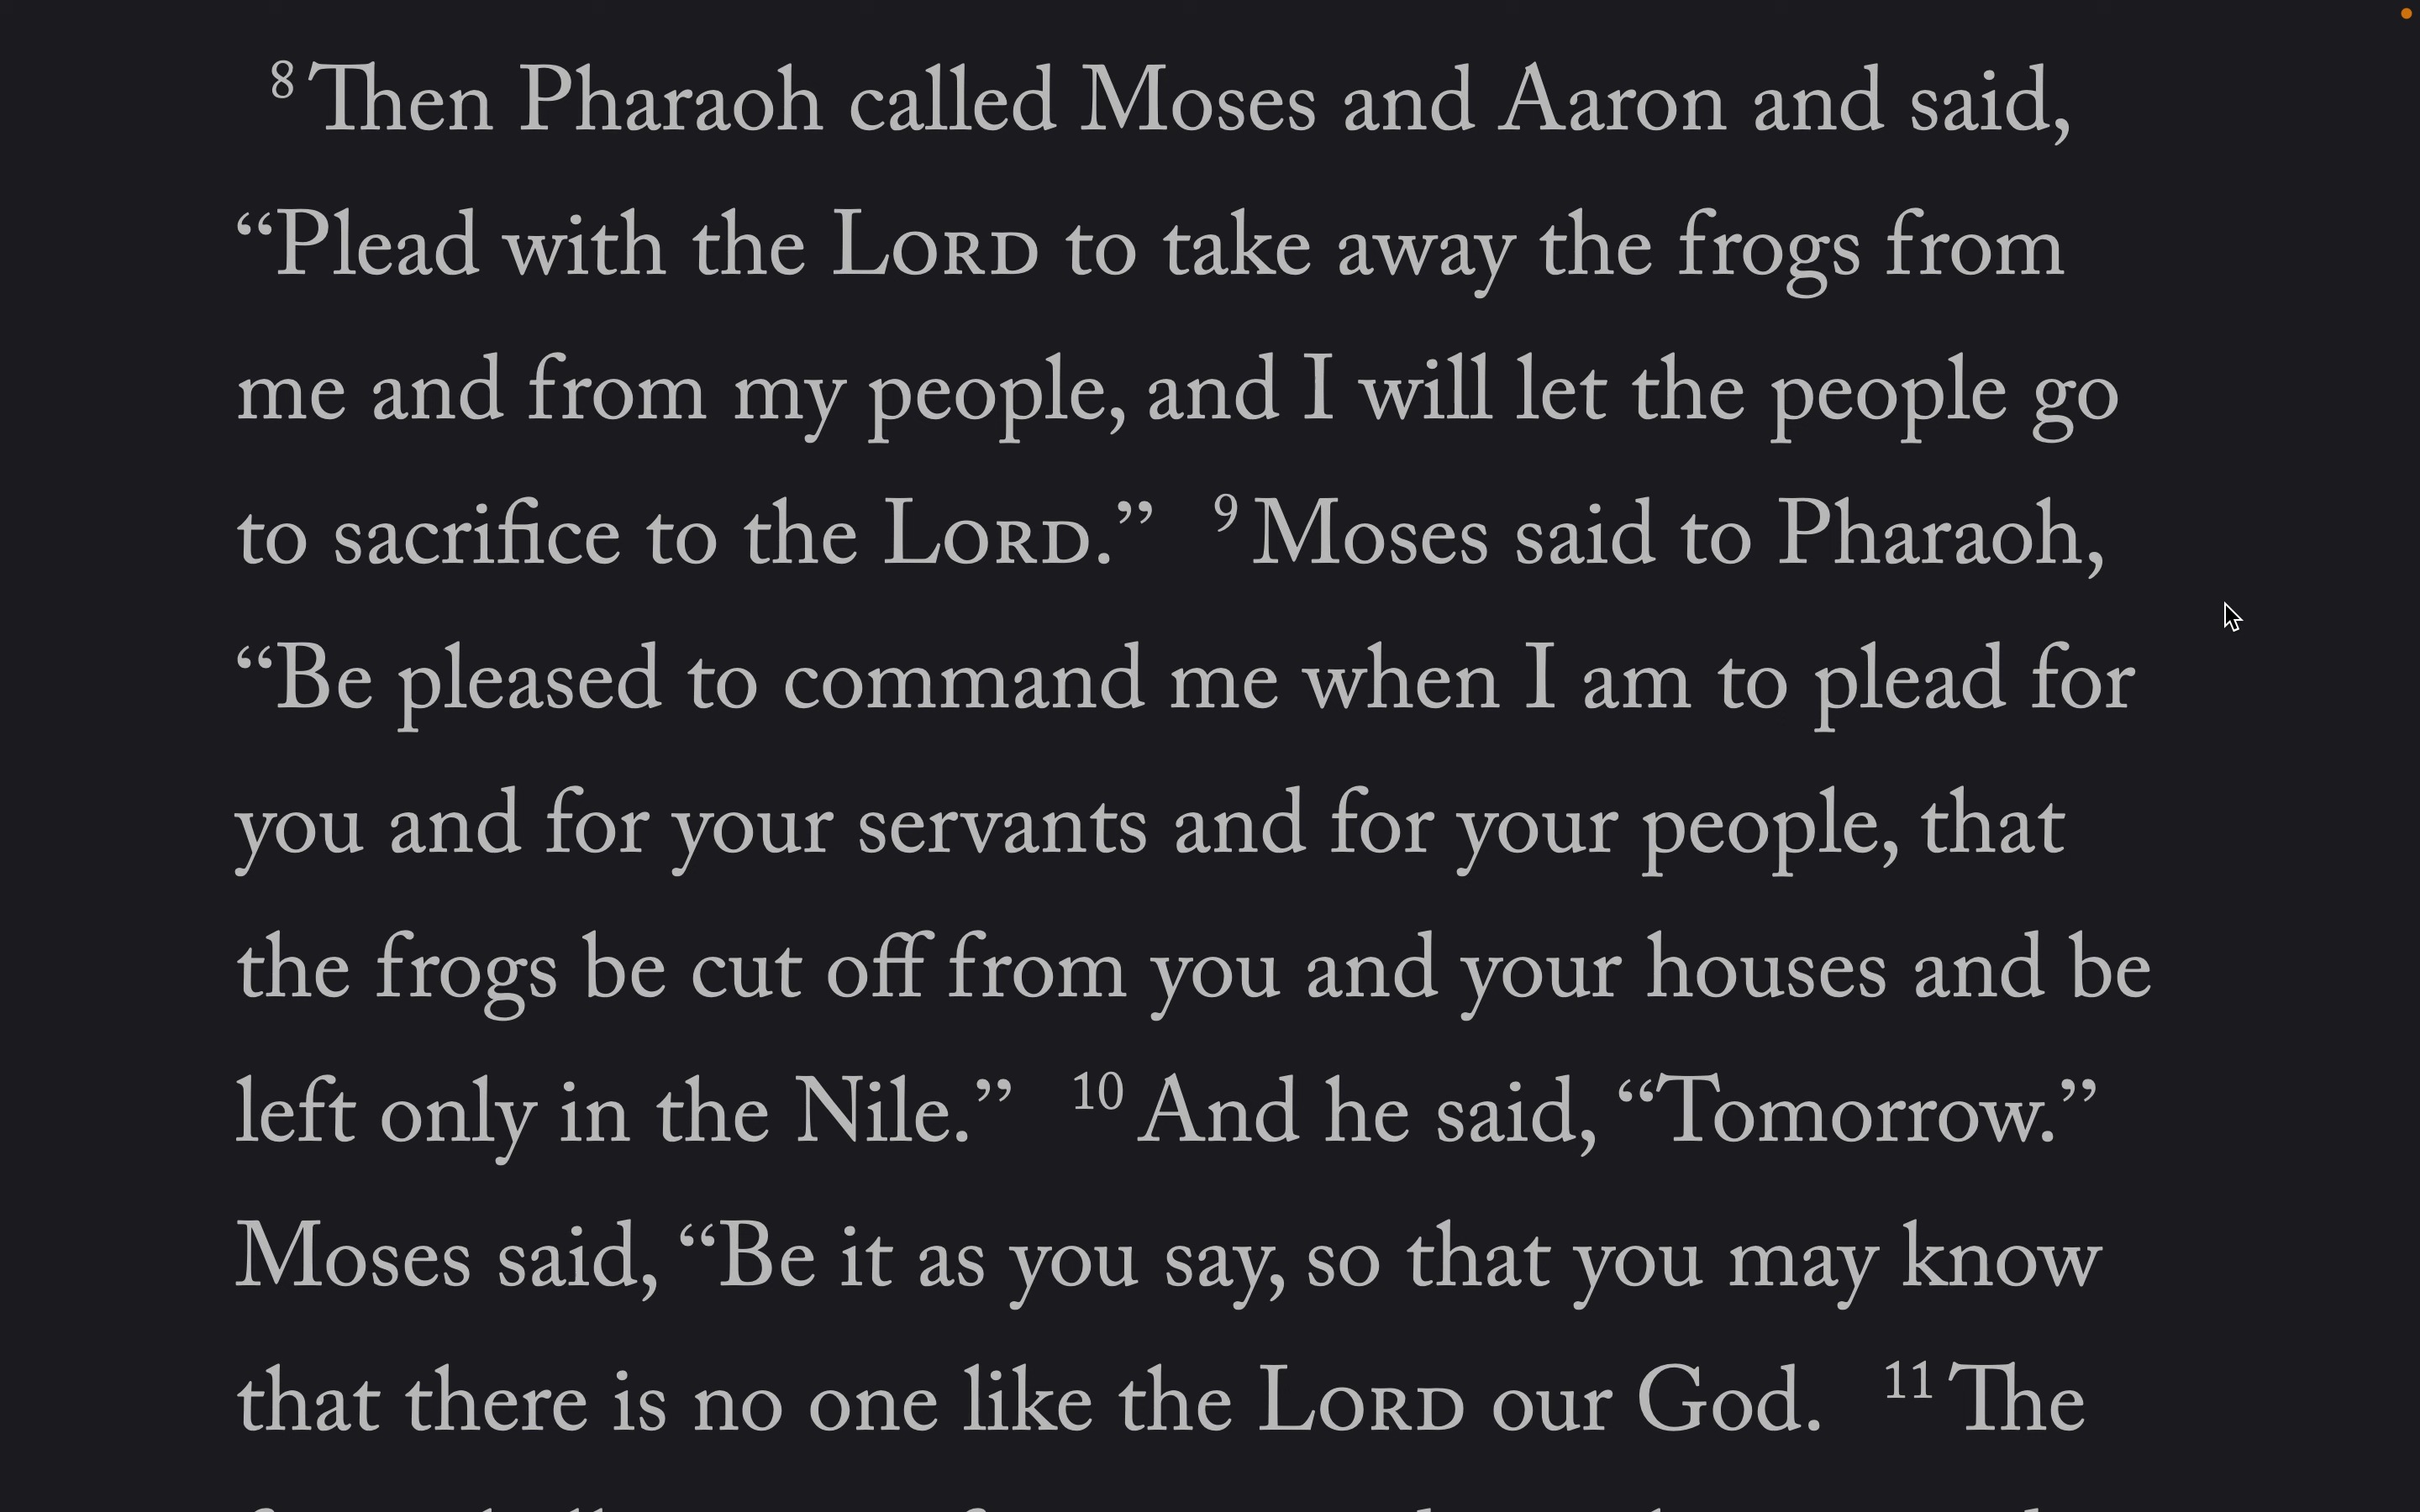 8 Then Pharaoh called Moses and Aaron and said,
“Plead with the LORD to take away the frogs from
me and from my people, and I will let the people go
to sacrifice to the LORD.” 9 Moses said to Pharaoh,
“Be pleased to command me when I am to plead for
you and for your servants and for your people, that
the frogs be cut off from you and your houses and be
left only in the Nile.” 10 And he said, “Tomorrow.”
Moses said, “Be it as you say, so that you may know
that there is no one like the LORD our God. 11 The